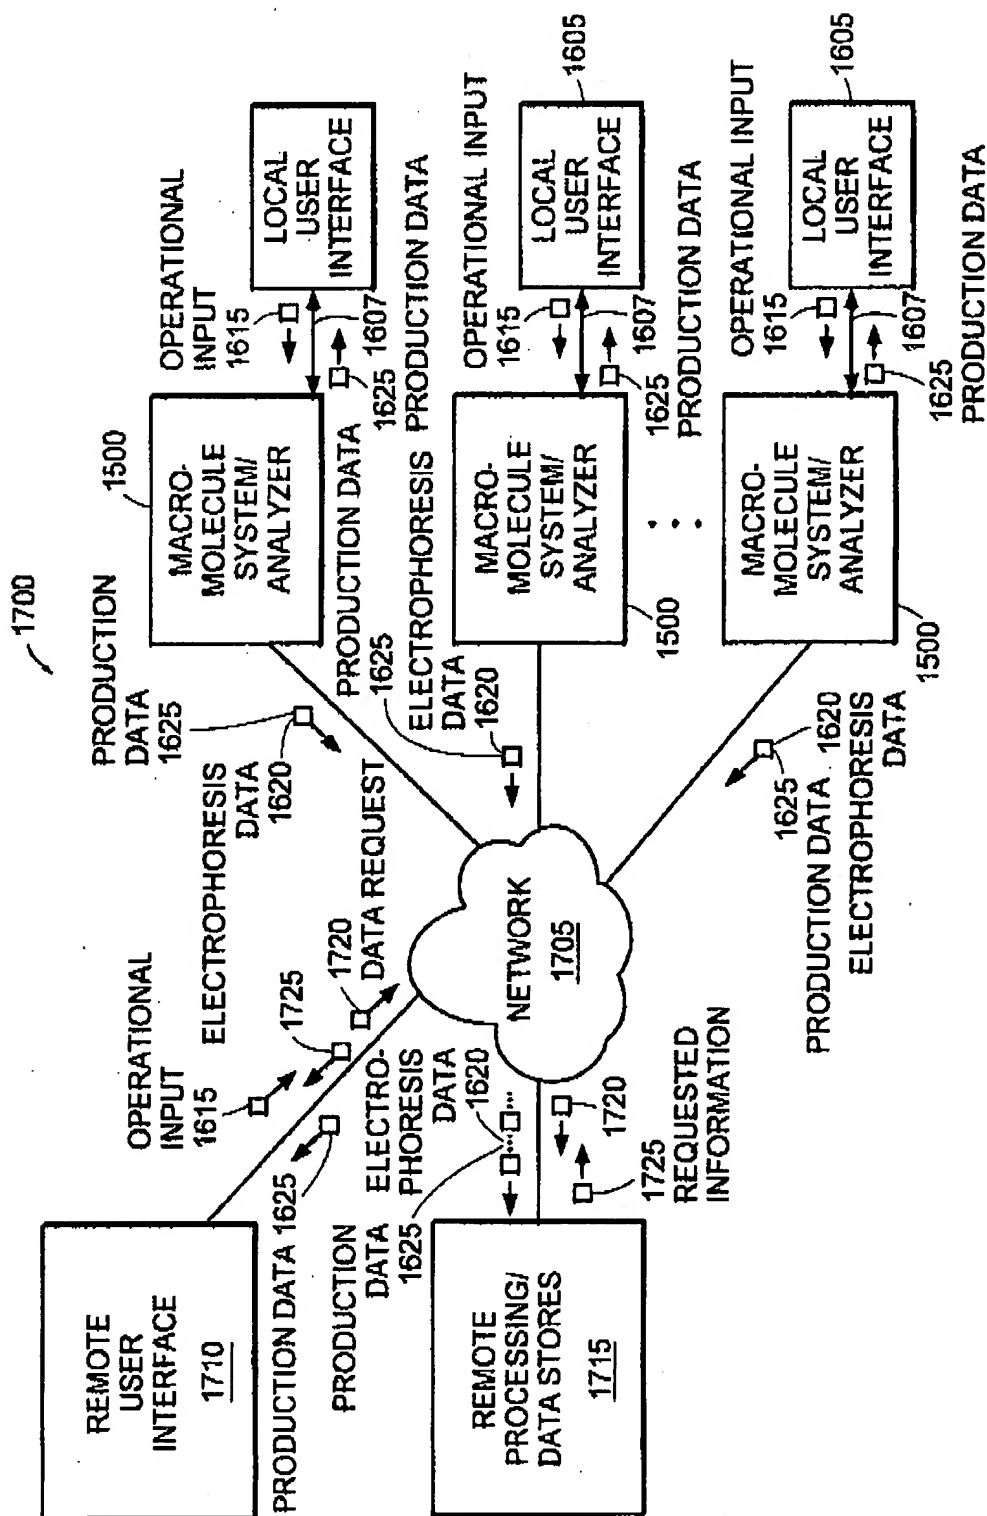 1700
REMOTE
USER
INTERFACE
1710
OPERATIONAL
INPUT
1615
1725
1720
DATA REQUEST
PRODUCTION DATA 1625
PRODUCTION
DATA
1625
ELECTROPHORESIS
DATA
1620
1500
MACRO-
MOLECULE
SYSTEM/
ANALYZER
OPERATIONAL
INPUT
1615
1607
1625
PRODUCTION DATA
LOCAL
USER
INTERFACE
REMOTE
PROCESSING/
DATA STORES
1715
PRODUCTION
DATA
1625
ELECTRO-
PHORESIS
DATA
1620
1720
1725
REQUESTED
INFORMATION
NETWORK
1705
PRODUCTION DATA
1625
ELECTROPHORESIS
DATA
1620
MACRO-
MOLECULE
SYSTEM/
ANALYZER
1500
OPERATIONAL INPUT
1615
1607
1625
PRODUCTION DATA
LOCAL
USER
INTERFACE
1605
1625
1620
PRODUCTION DATA
ELECTROPHORESIS
DATA
MACRO-
MOLECULE
SYSTEM/
ANALYZER
1500
OPERATIONAL INPUT
1615
1607
1625
PRODUCTION DATA
LOCAL
USER
INTERFACE
1605